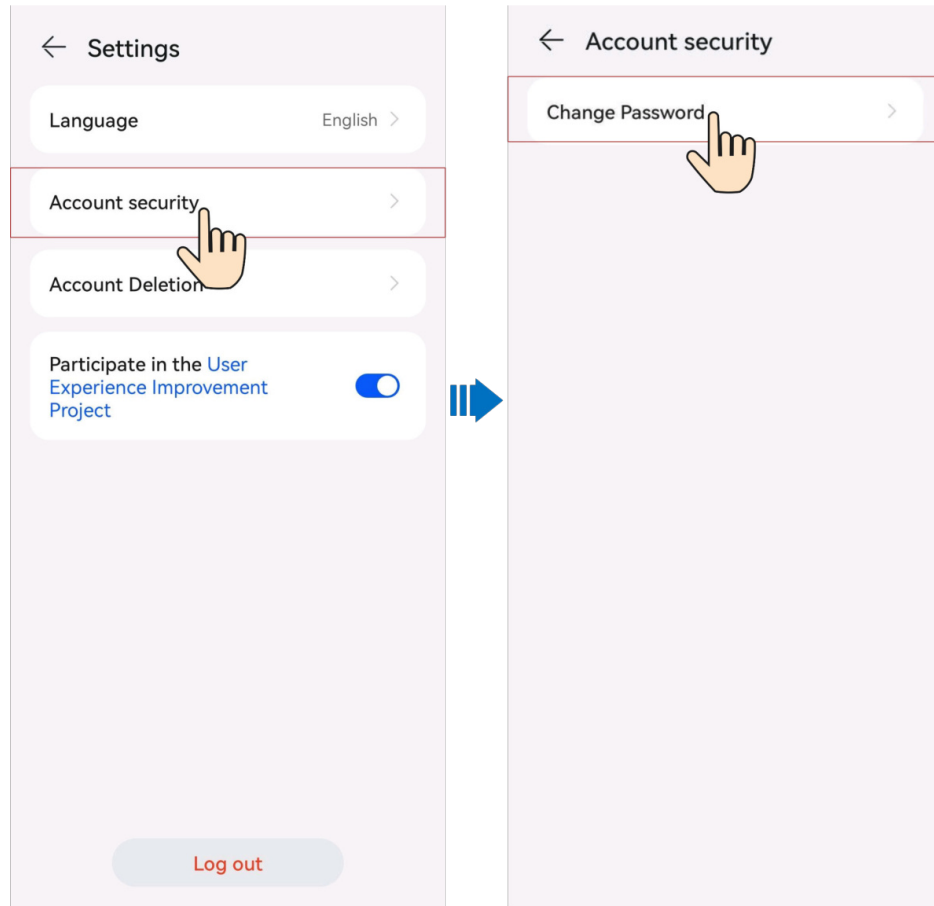 Settings
Language
English
Account security
Account Deletion
Participate in the User
Experience Improvement
Project
Log out
Account security
Change Password